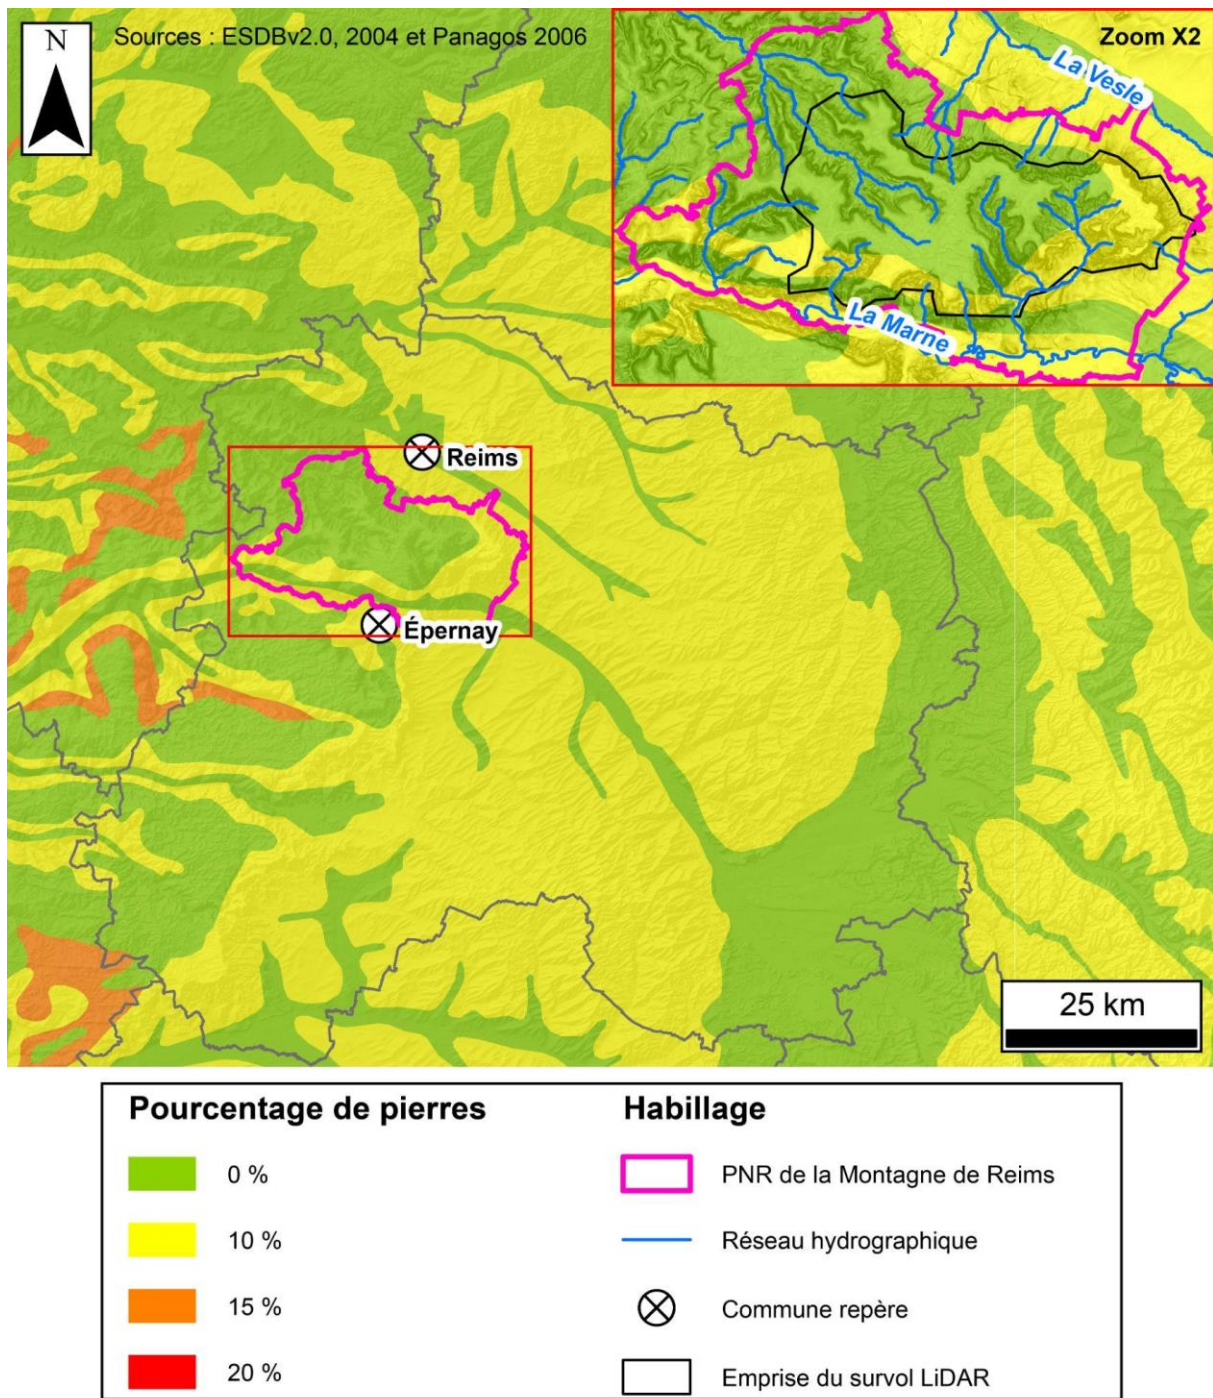 N
Sources : ESDBv2.0, 2004 et Panagos 2006
Zoom X2
La Vesle
La Marne
Reims
Épernay
25 km
Pourcentage de pierres
0 %
10 %
15 %
20 %
Habillage
PNR de la Montagne de Reims
Réseau hydrographique
Commune repère
Emprise du survol LiDAR